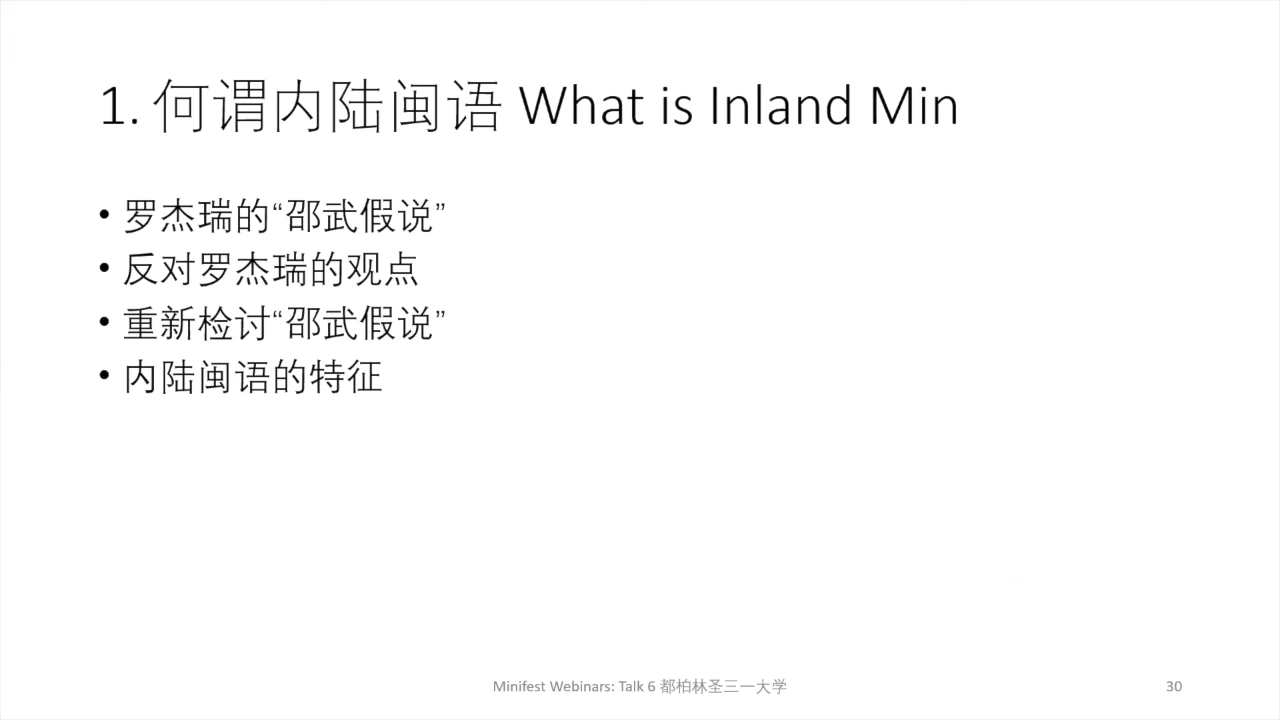 1. 何谓内陆闽语 What is Inland Min
• 罗杰瑞的“邵武假说”
• 反对罗杰瑞的观点
• 重新检讨“邵武假说”
• 内陆闽语的特征
Minifest Webinars: Talk 6 都柏林圣三一大学
30